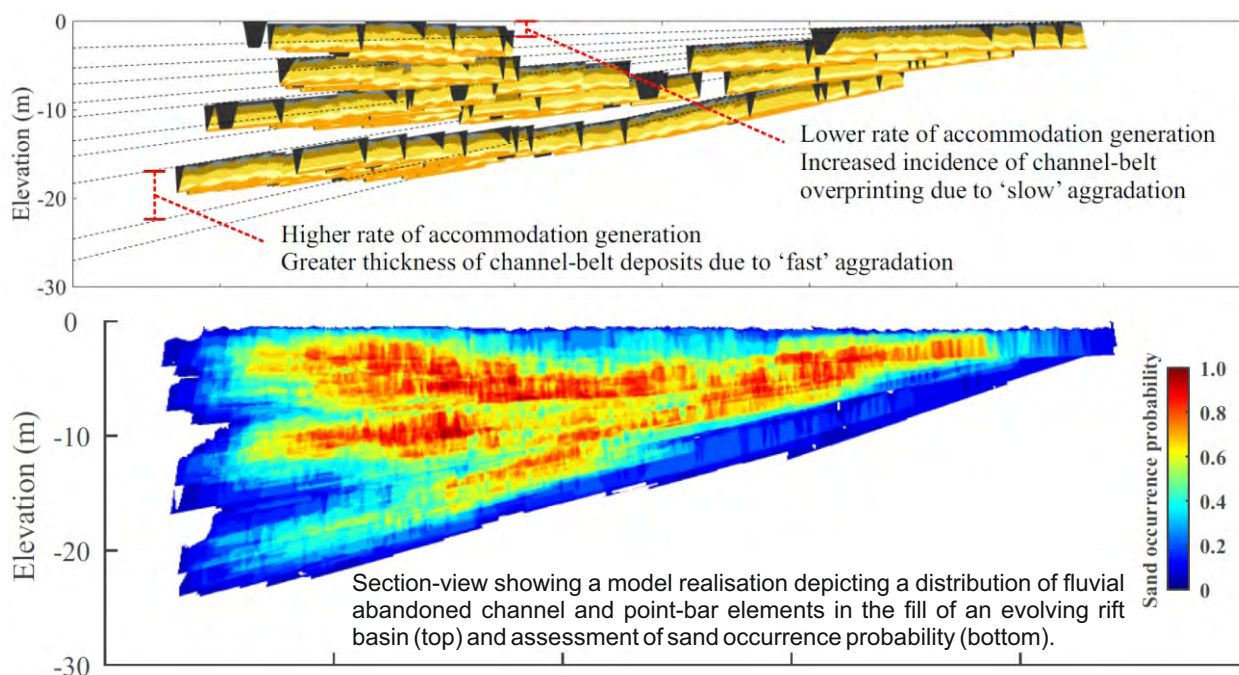 0
-10
-20
-30
Elevation (m)
Lower rate of accommodation generation
Increased incidence of channel-belt
overprinting due to ‘slow’ aggradation
Higher rate of accommodation generation
Greater thickness of channel-belt deposits due to ‘fast’ aggradation
0
-10
-20
-30
Elevation (m)
Sand occurrence probability
1.0
0.8
0.6
0.4
0.2
0
Section-view showing a model realisation depicting a distribution of fluvial
abandoned channel and point-bar elements in the fill of an evolving rift
basin (top) and assessment of sand occurrence probability (bottom).